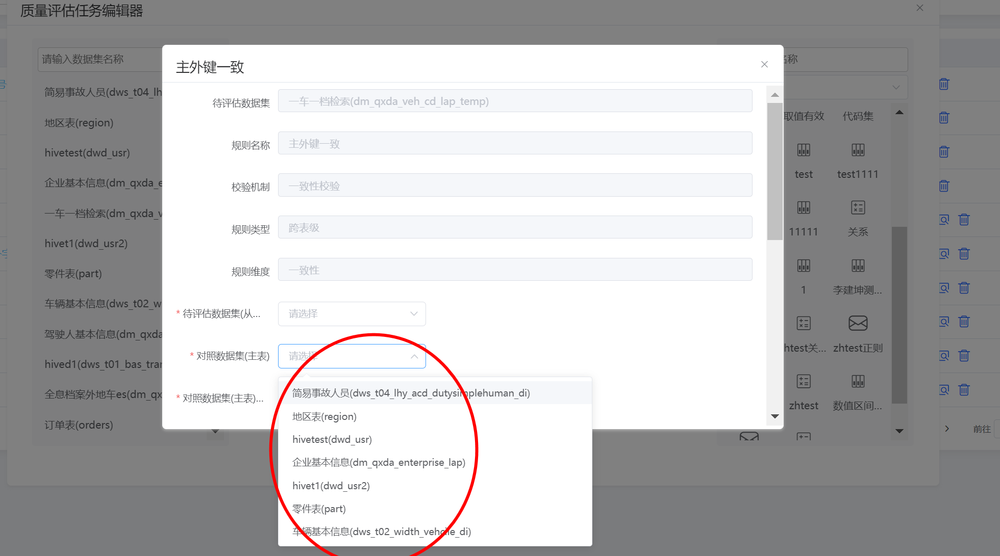 质量评估任务编辑器
请输入数据集名称
简易事故人员(dws_t04_lh
地区表(region)
hivetest(dwd_usr)
企业基本信息(dm_qxda_e
一车一档检索(dm_qxda_v
hivet1(dwd_usr2)
零件表(part)
车辆基本信息(dws_t02_w
驾驶人基本信息(dm_qxda
hived1(dws_t01_bas_trar
全息档案外地车es(dm_qx
订单表(orders)
主外键一致
待评估数据集
一车一档检索(dm_qxda_veh_cd_lap_temp)
规则名称
主外键一致
校验机制
一致性校验
规则类型
跨表级
规则维度
一致性
* 待评估数据集(从...
请选择
* 对照数据集(主表)
请选择
* 对照数据集(主表)...
简易事故人员(dws_t04_lhy_acd_dutysimplehuman_di)
地区表(region)
hivetest(dwd_usr)
企业基本信息(dm_qxda_enterprise_lap)
hivet1(dwd_usr2)
零件表(part)
车辆基本信息(dws_t02_width_vehcile_di)
名称
取值有效 代码集
test test1111
11111 关系
1 李建坤测...
htest关... zhtest正则
zhtest 数值区间...
前往